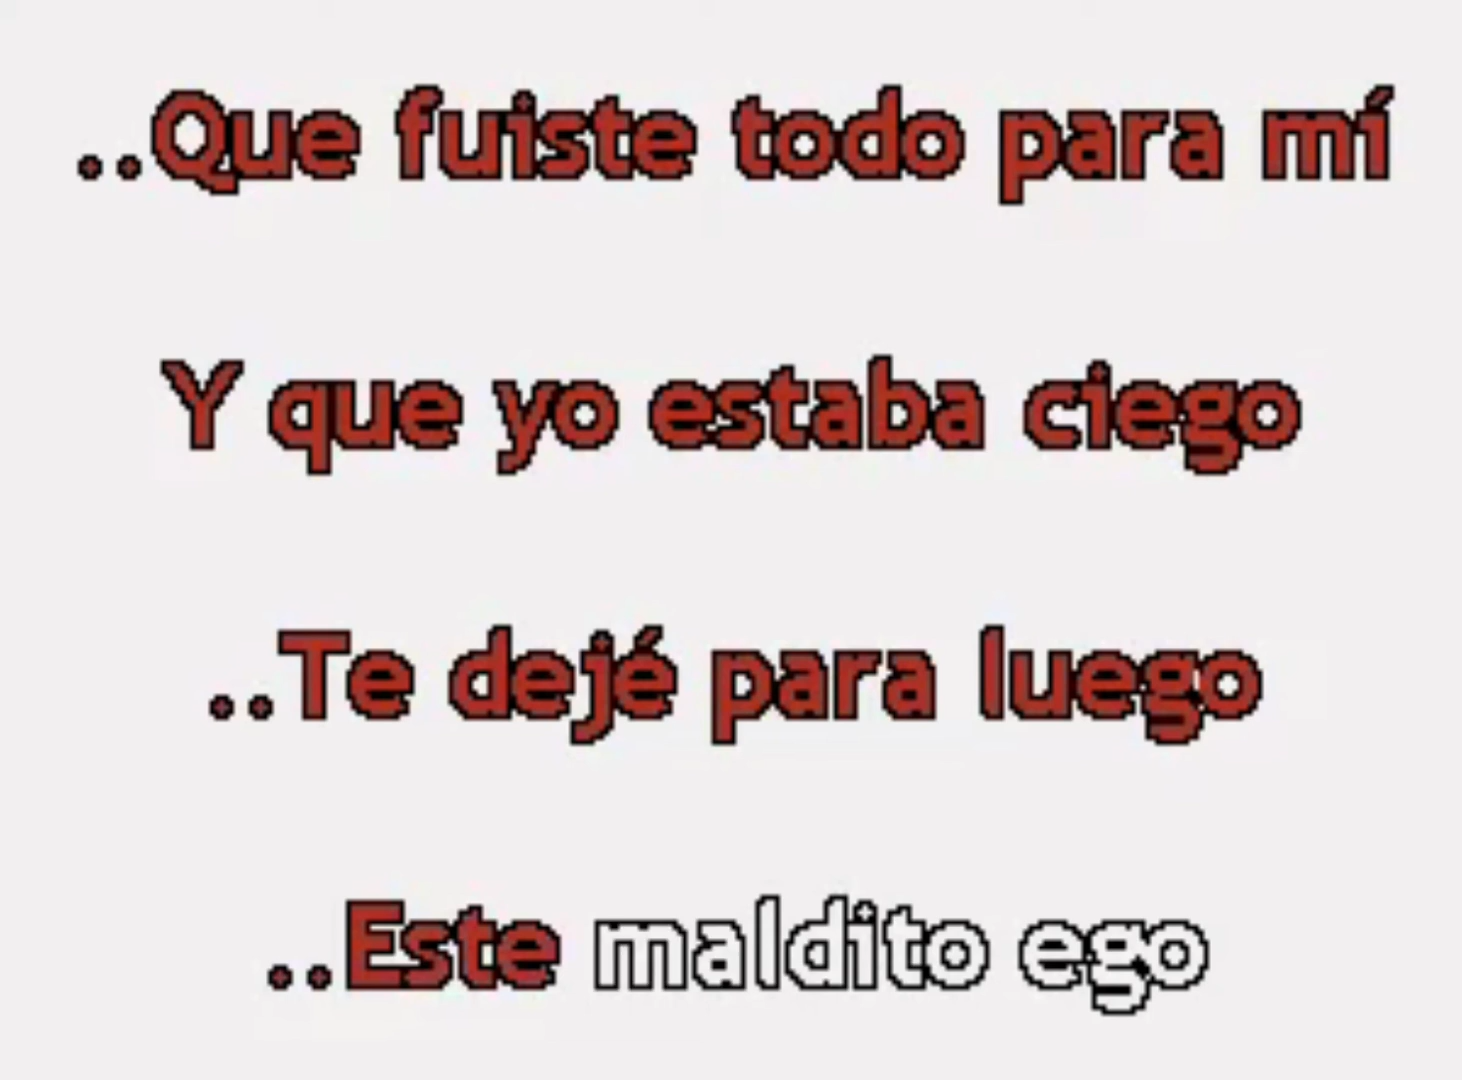 ..Que fuiste todo para mí
Y que yo estaba ciego
..Te dejé para luego
..Este maldito ego